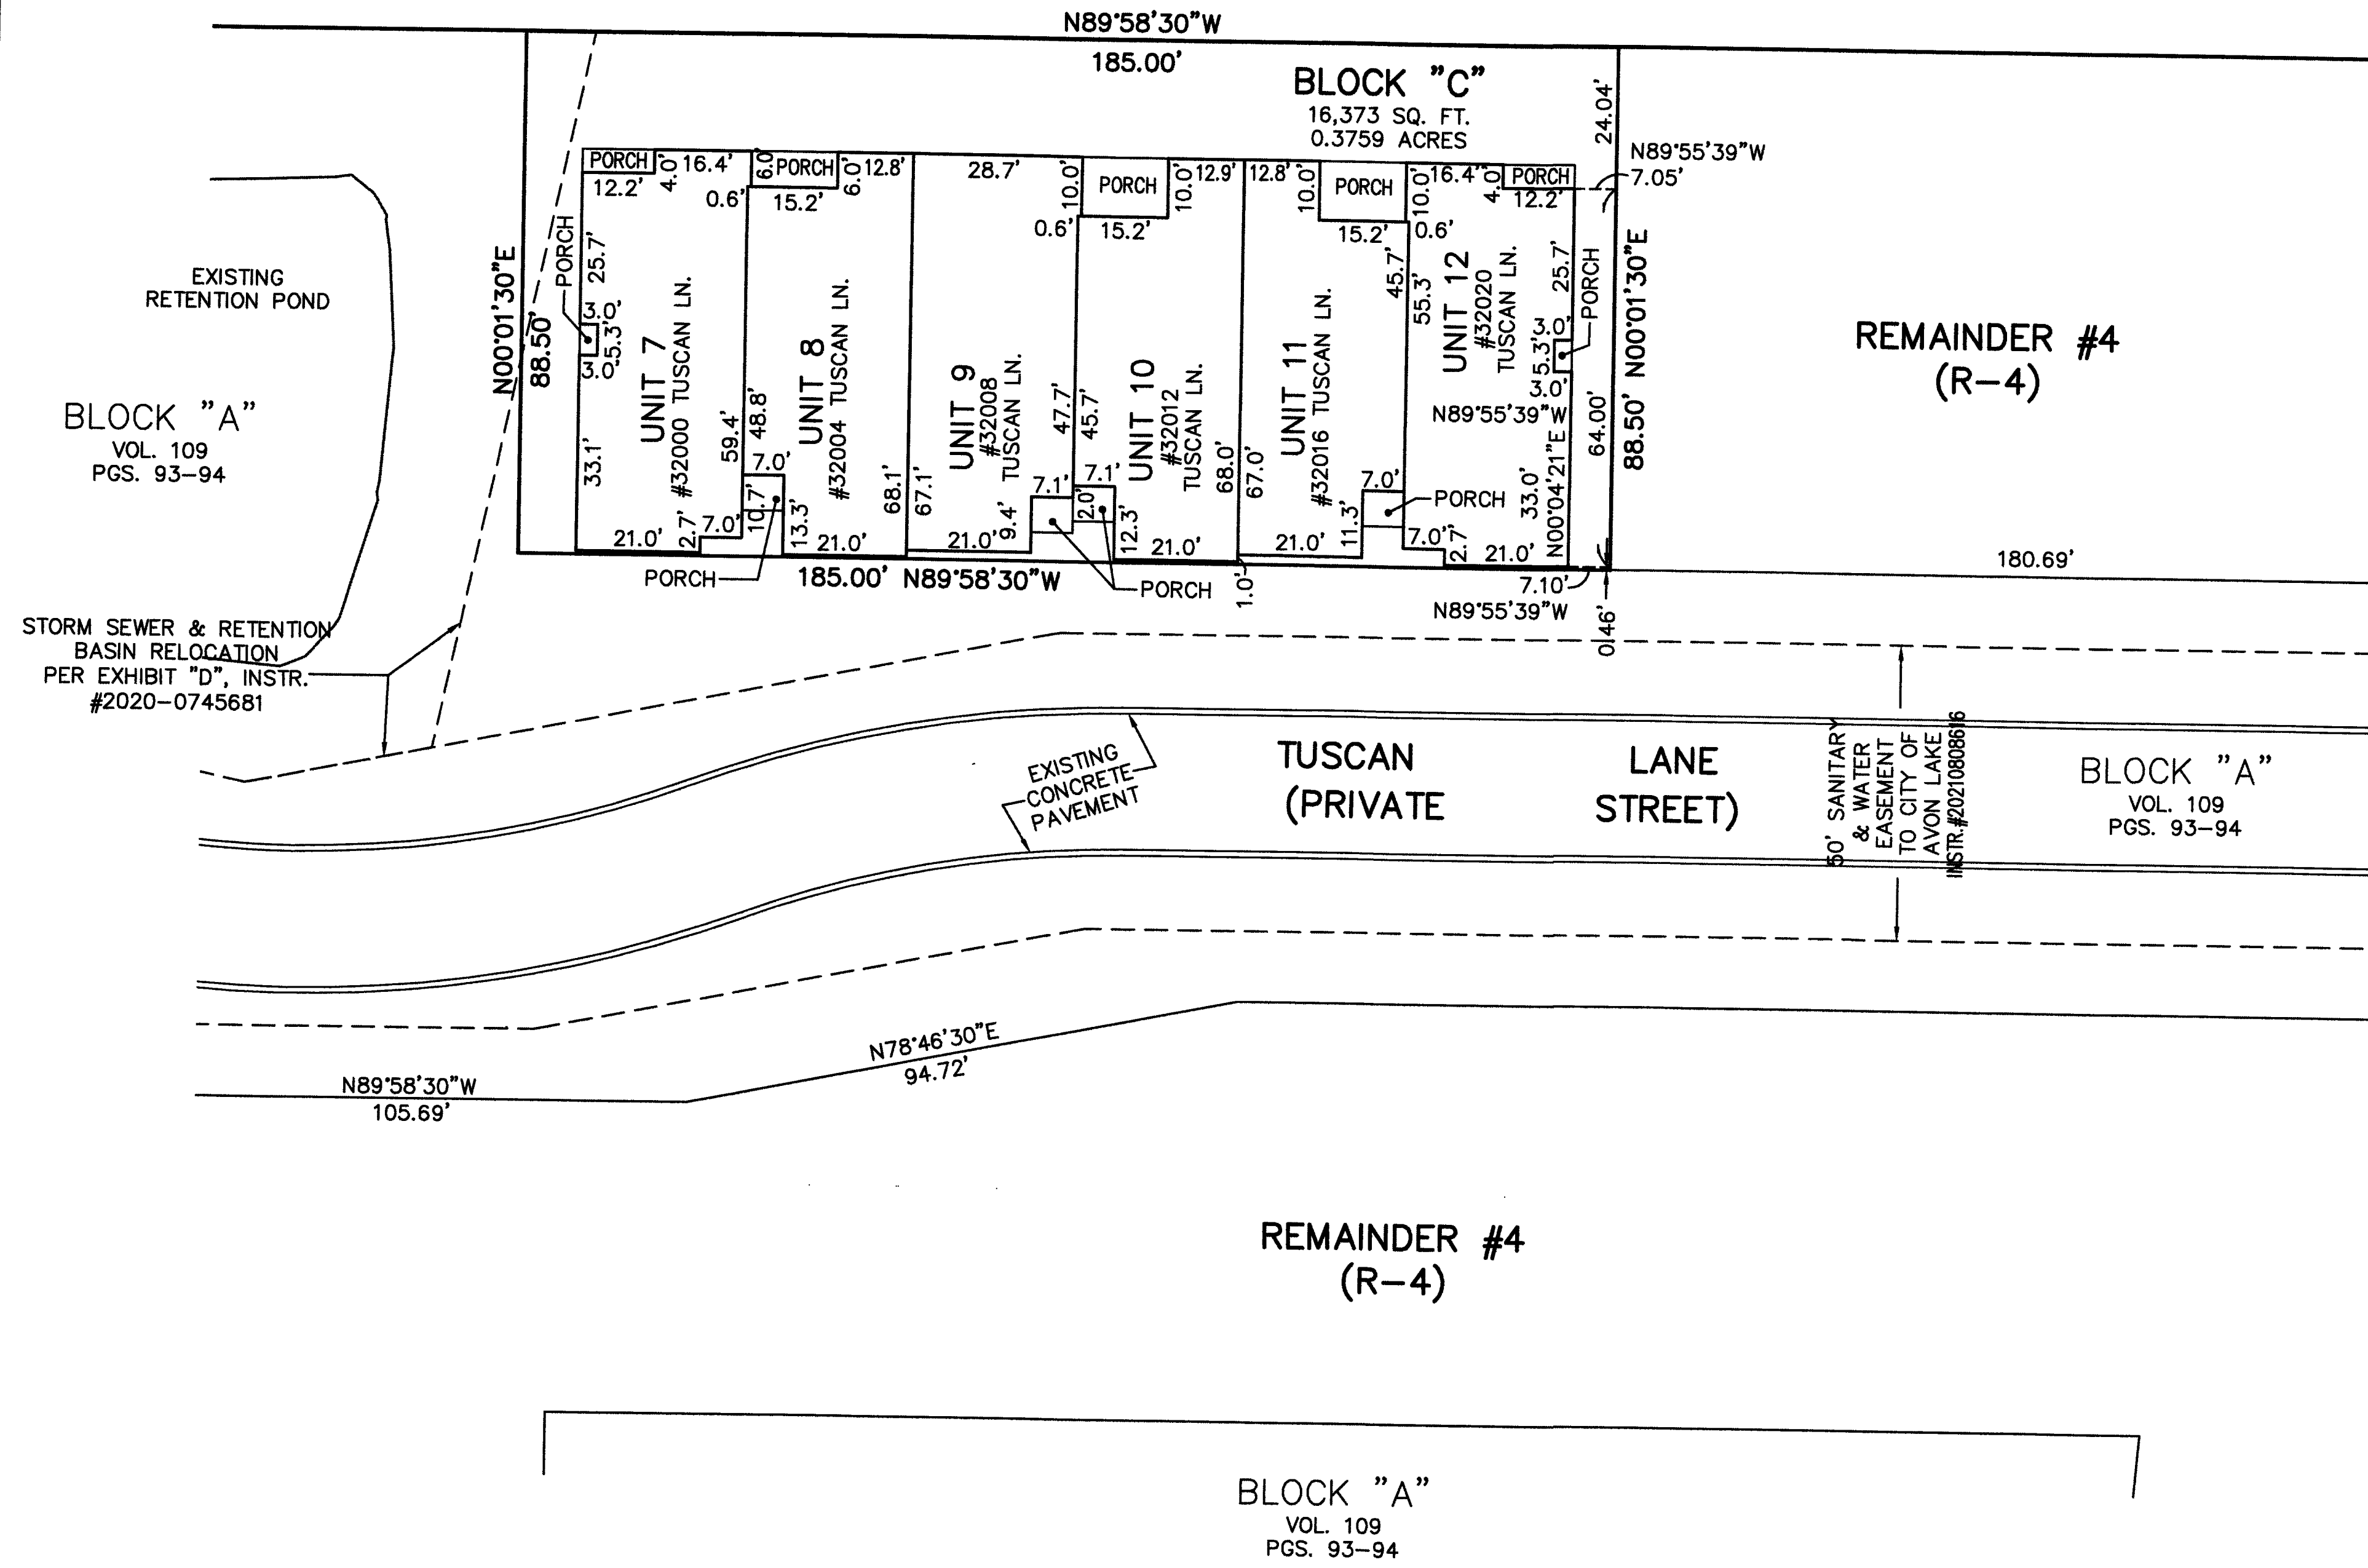 N89°58'30"W
185.00'
BLOCK "C"
16,373 SQ. FT.
0.3759 ACRES
24.04'
N89°55'39"W
7.05'
PORCH
12.2'
4.0'
16.4'
0.6'
6.0'
PORCH
15.2'
6.0'
12.8'
28.7'
10.0'
0.6'
PORCH
15.2'
10.0'
12.9'
12.8'
10.0'
PORCH
15.2'
10.0'
0.6'
16.4'
4.0'
PORCH
12.2'
N00°01'30"E
88.50'
PORCH
25.7'
3.0'
5.3'
3.0'
33.1'
UNIT 7
#32000 TUSCAN LN.
59.4'
48.8'
UNIT 8
#32004 TUSCAN LN.
68.1'
67.1'
UNIT 9
#32008
TUSCAN LN.
47.7'
45.7'
UNIT 10
#32012
TUSCAN LN.
68.0'
67.0'
UNIT 11
#32016 TUSCAN LN.
45.7'
55.3'
UNIT 12
#32020
TUSCAN LN.
25.7'
PORCH
3.0'
5.3'
3.0'
N89°55'39"W
33.0'
N00°04'21"E
64.00'
88.50' N00°01'30"E
21.0'
2.7'
7.0'
7.0'
10.7'
13.3'
21.0'
21.0'
9.4'
7.1'
7.1'
2.0'
12.3'
21.0'
1.0'
21.0'
11.3'
7.0'
PORCH
7.0'
2.7'
21.0'
PORCH
185.00' N89°58'30"W
PORCH
7.10'
N89°55'39"W
0.46'
180.69'
REMAINDER #4
(R-4)
EXISTING
RETENTION POND
BLOCK "A"
VOL. 109
PGS. 93-94
STORM SEWER & RETENTION
BASIN RELOCATION
PER EXHIBIT "D", INSTR.
#2020-0745681
EXISTING
CONCRETE
PAVEMENT
TUSCAN LANE
(PRIVATE STREET)
50' SANITARY
& WATER
EASEMENT
TO CITY OF
AVON LAKE
INSTR.#20210808616
BLOCK "A"
VOL. 109
PGS. 93-94
N78°46'30"E
94.72'
N89°58'30"W
105.69'
REMAINDER #4
(R-4)
BLOCK "A"
VOL. 109
PGS. 93-94